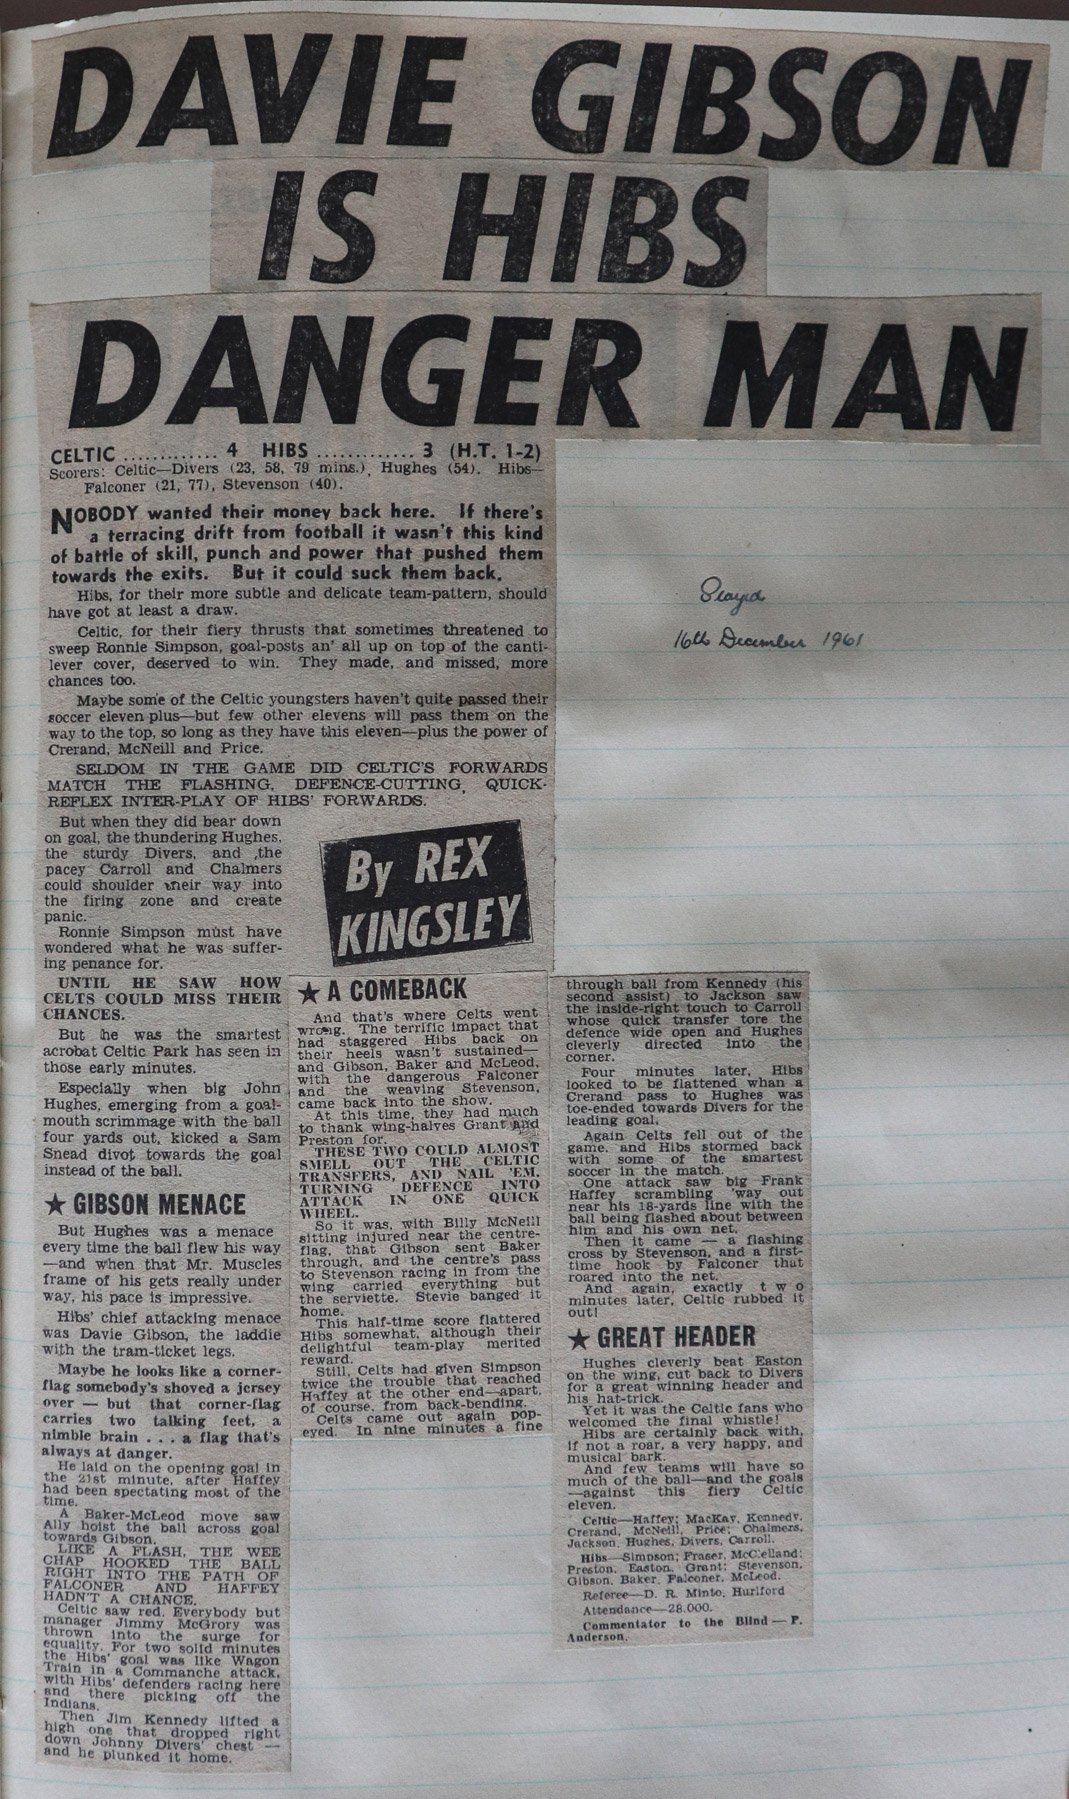 DAVIE GIBSON
IS HIBS
DANGER MAN
CELTIC ............ 4 HIBS ............ 3 (H.T. 1-2)
Scorers: Celtic—Divers (23, 58, 79 mins.), Hughes (54). Hibs—
Falconer (21, 77), Stevenson (40).
NOBODY wanted their money back here. If there's
a terracing drift from football it wasn't this kind
of battle of skill, punch and power that pushed them
towards the exits. But it could suck them back.
Hibs, for their more subtle and delicate team-pattern, should
have got at least a draw.
Celtic, for their fiery thrusts that sometimes threatened to
sweep Ronnie Simpson, goal-posts an' all up on top of the canti-
lever cover, deserved to win. They made, and missed, more
chances too.
Maybe some of the Celtic youngsters haven't quite passed their
soccer eleven plus—but few other elevens will pass them on the
way to the top, so long as they have this eleven—plus the power of
Crerand, McNeill and Price.
SELDOM IN THE GAME DID CELTIC'S FORWARDS
MATCH THE FLASHING, DEFENCE-CUTTING, QUICK-
REFLEX INTER-PLAY OF HIBS' FORWARDS.
But when they did bear down
on goal, the thundering Hughes,
the sturdy Divers, and the
pacey Carroll and Chalmers
could shoulder their way into
the firing zone and create
panic.
Ronnie Simpson must have
wondered what he was suffer-
ing penance for.
UNTIL HE SAW HOW
CELTS COULD MISS THEIR
CHANCES.
But he was the smartest
acrobat Celtic Park has seen in
those early minutes.
Especially when big John
Hughes, emerging from a goal-
mouth scrimmage with the ball
four yards out, kicked a Sam
Snead divot towards the goal
instead of the ball.
★ GIBSON MENACE
But Hughes was a menace
every time the ball flew his way
—and when that Mr. Muscles
frame of his gets really under
way, his pace is impressive.
Hibs' chief attacking menace
was Davie Gibson, the laddie
with the tram-ticket legs.
Maybe he looks like a corner-
flag somebody's shoved a jersey
over — but that corner-flag
carries two talking feet, a
nimble brain . . . a flag that's
always at danger.
He laid on the opening goal in
the 21st minute, after Haffey
had been spectating most of the
time.
A Baker-McLeod move saw
Ally hoist the ball across goal
towards Gibson.
LIKE A FLASH, THE WEE
CHAP HOOKED THE BALL
RIGHT INTO THE PATH OF
FALCONER AND HAFFEY
HADN'T A CHANCE.
Celtic saw red. Everybody but
manager Jimmy McGrory was
thrown into the surge for
equality. For two solid minutes
the Hibs' goal was like Wagon
Train in a Commanche attack,
with Hibs' defenders racing here
and there picking off the
Indians.
Then Jim Kennedy lifted a
high one that dropped right
down Johnny Divers' chest —
and he plunked it home.
By REX
KINGSLEY
★ A COMEBACK
And that's where Celts went
wrong. The terrific impact that
had staggered Hibs back on
their heels wasn't sustained—
and Gibson, Baker and McLeod,
with the dangerous Falconer
and the weaving Stevenson,
came back into the show.
At this time, they had much
to thank wing-halves Grant and
Preston for.
THESE TWO COULD ALMOST
SMELL OUT THE CELTIC
TRANSFERS, AND NAIL 'EM,
TURNING DEFENCE INTO
ATTACK IN ONE QUICK
WHEEL.
So it was, with Billy McNeill
sitting injured near the centre-
flag, that Gibson sent Baker
through, and the centre's pass
to Stevenson racing in from the
wing carried everything but
the serviette. Stevie banged it
home.
This half-time score flattered
Hibs somewhat, although their
delightful team-play merited
reward.
Still, Celts had given Simpson
twice the trouble that reached
Haffey at the other end—apart,
of course, from back-bending.
Celts came out again pop-
eyed. In nine minutes a fine
through ball from Kennedy (his
second assist) to Jackson saw
the inside-right touch to Carroll
whose quick transfer tore the
defence wide open and Hughes
cleverly directed into the
corner.
Four minutes later, Hibs
looked to be flattened whan a
Crerand pass to Hughes was
toe-ended towards Divers for the
leading goal.
Again Celts fell out of the
game, and Hibs stormed back
with some of the smartest
soccer in the match.
One attack saw big Frank
Haffey scrambling 'way out
near his 18-yards line with the
ball being flashed about between
him and his own net.
Then it came — a flashing
cross by Stevenson, and a first-
time hook by Falconer that
roared into the net.
And again, exactly two
minutes later, Celtic rubbed it
out!
★ GREAT HEADER
Hughes cleverly beat Easton
on the wing, cut back to Divers
for a great winning header and
his hat-trick.
Yet it was the Celtic fans who
welcomed the final whistle!
Hibs are certainly back with,
if not a roar, a very happy, and
musical bark.
And few teams will have so
much of the ball—and the goals
—against this fiery Celtic
eleven.
Celtic—Haffey; MacKay, Kennedy,
Crerand, McNeill, Price; Chalmers,
Jackson, Hughes, Divers, Carroll.
Hibs—Simpson; Fraser, McClelland;
Preston, Easton, Grant; Stevenson,
Gibson, Baker, Falconer, McLeod.
Referee—D. R. Minto, Hurlford
Attendance—28,000.
Commentator to the Blind — P.
Anderson.
Played
16th December 1961